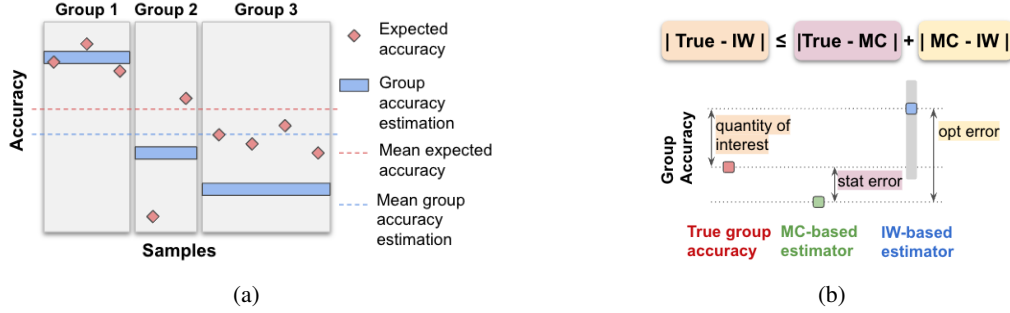 Group 1 Group 2 Group 3
Accuracy
Samples
Expected
accuracy
Group
accuracy
estimation
Mean expected
accuracy
Mean group
accuracy
estimation
(a)
| True - IW | ≤ |True - MC | + | MC - IW |
Group
Accuracy
quantity of
interest
stat error
opt error
True group
accuracy
MC-based
estimator
IW-based
estimator
(b)